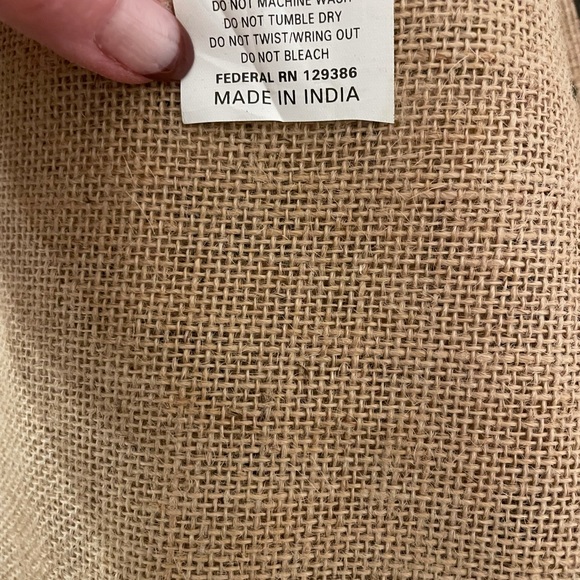 DO NOT MACHINE WASH
DO NOT TUMBLE DRY
DO NOT TWIST/WRING OUT
DO NOT BLEACH
FEDERAL RN 129386
MADE IN INDIA